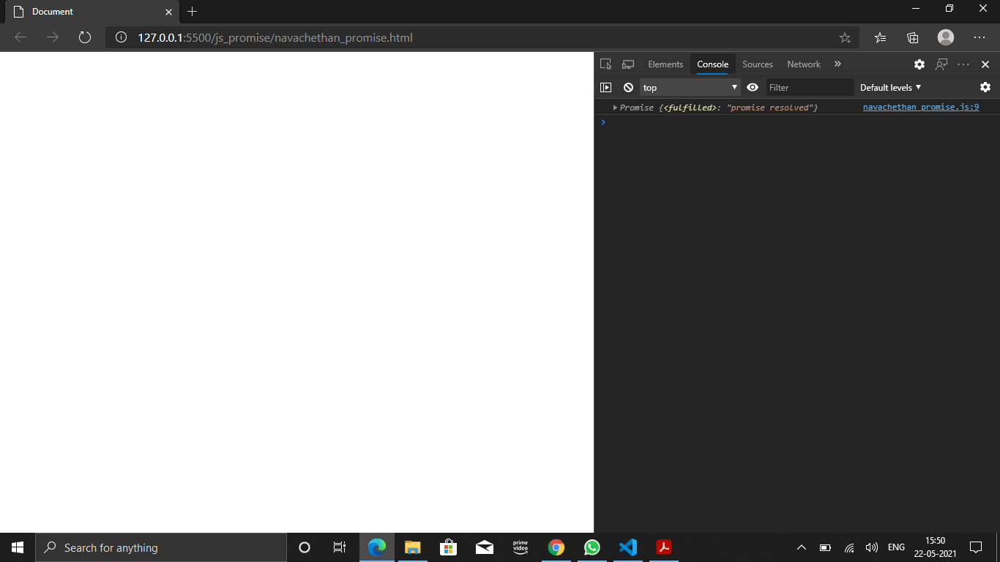 Document
127.0.0.1:5500/js_promise/navachethan_promise.html
Elements Console Sources Network »
top Filter Default levels
Promise {<fulfilled>: "promise resolved"} navachethan_promise.js:9
Search for anything
prime
video
ENG
15:50
22-05-2021